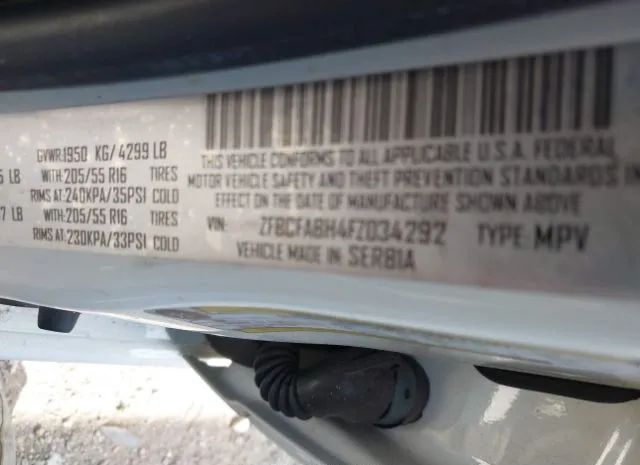 GVWR:1950 KG/ 4299 LB
LB WITH:205/55 R16 TIRES
RIMS AT:240KPA/35PSI COLD
LB WITH:205/55 R16 TIRES
RIMS AT:230KPA/33PSI COLD
THIS VEHICLE CONFORMS TO ALL APPLICABLE U.S.A. FEDERAL
MOTOR VEHICLE SAFETY AND THEFT PREVENTION STANDARDS IN
EFFECT ON THE DATE OF MANUFACTURE SHOWN ABOVE
VIN: ZFBCFABH4FZ034292 TYPE: MPV
VEHICLE MADE IN SERBIA